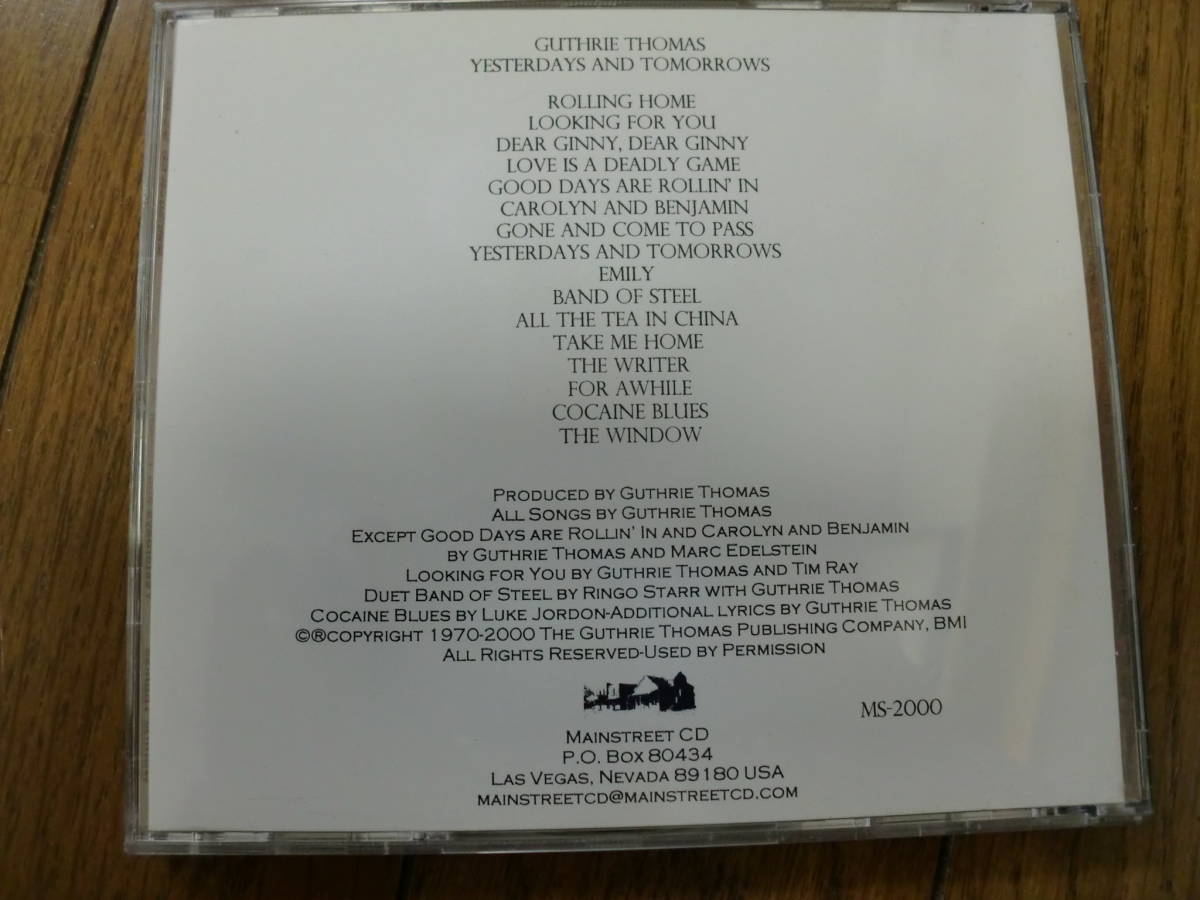 GUTHRIE THOMAS
YESTERDAYS AND TOMORROWS
ROLLING HOME
LOOKING FOR YOU
DEAR GINNY, DEAR GINNY
LOVE IS A DEADLY GAME
GOOD DAYS ARE ROLLIN' IN
CAROLYN AND BENJAMIN
GONE AND COME TO PASS
YESTERDAYS AND TOMORROWS
EMILY
BAND OF STEEL
ALL THE TEA IN CHINA
TAKE ME HOME
THE WRITER
FOR AWHILE
COCAINE BLUES
THE WINDOW
PRODUCED BY GUTHRIE THOMAS
ALL SONGS BY GUTHRIE THOMAS
EXCEPT GOOD DAYS ARE ROLLIN' IN AND CAROLYN AND BENJAMIN
BY GUTHRIE THOMAS AND MARC EDELSTEIN
LOOKING FOR YOU BY GUTHRIE THOMAS AND TIM RAY
DUET BAND OF STEEL BY RINGO STARR WITH GUTHRIE THOMAS
COCAINE BLUES BY LUKE JORDON-ADDITIONAL LYRICS BY GUTHRIE THOMAS
©®COPYRIGHT 1970-2000 THE GUTHRIE THOMAS PUBLISHING COMPANY, BMI
ALL RIGHTS RESERVED-USED BY PERMISSION
MS-2000
MAINSTREET CD
P.O. BOX 80434
LAS VEGAS, NEVADA 89180 USA
MAINSTREETCD@MAINSTREETCD.COM